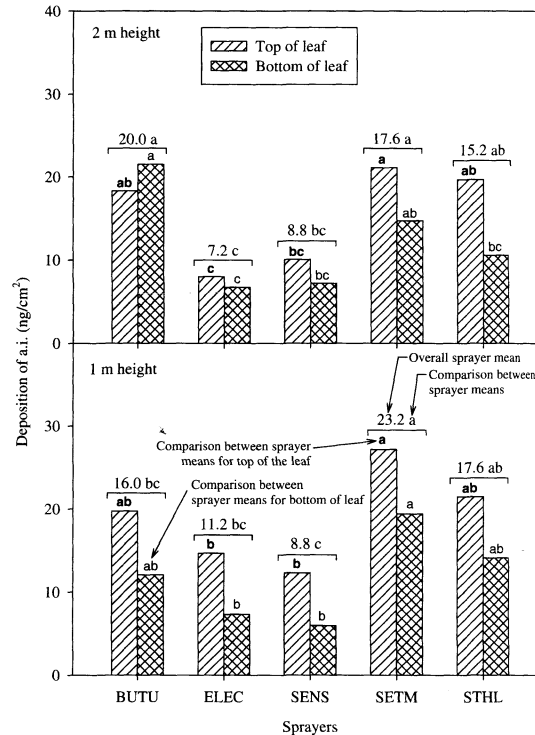 40
2 m height
Top of leaf
Bottom of leaf
30
20.0 a
17.6 a
15.2 ab
a
a
ab
20
ab
ab
8.8 bc
7.2 c
bc
bc
10
c
c
bc
0
Deposition of a.i. (ng/cm²)
1 m height
Overall sprayer mean
Comparison between
sprayer means
30
23.2 a
Comparison between sprayer
means for top of the leaf
a
17.6 ab
Comparison between
sprayer means for bottom of leaf
16.0 bc
ab
ab
20
a
11.2 bc
8.8 c
b
b
ab
ab
10
b
b
0
BUTU ELEC SENS SETM STHL
Sprayers